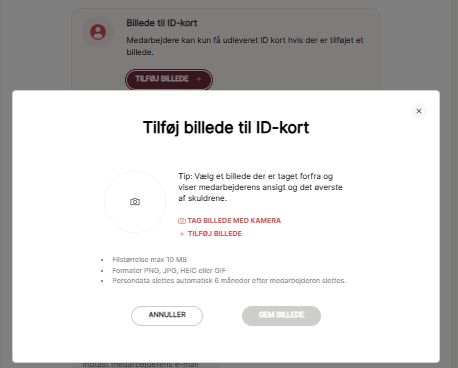 Billede til ID-kort
Medarbejdere kan kun få udleveret ID kort hvis der er tilføjet et
billede.
TILFØJ BILLEDE +
Tilføj billede til ID-kort
Tip: Vælg et billede der er taget forfra og
viser medarbejderens ansigt og det øverste
af skuldrene.
TAG BILLEDE MED KAMERA
+ TILFØJ BILLEDE
• Filstørrelse max 10 MB
• Formater PNG, JPG, HEIC eller GIF
• Persondata slettes automatisk 6 måneder efter medarbejderen slettes.
ANNULLER
GEM BILLEDE
Indtast medarbejderens e-mail